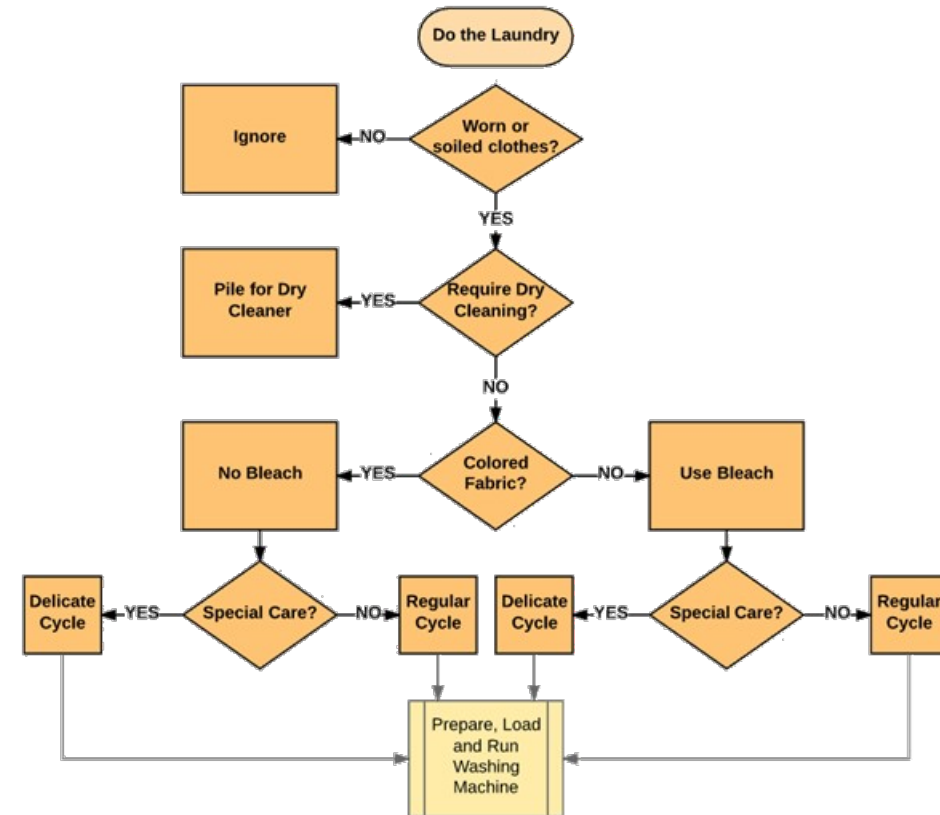 Do the Laundry
Worn or
soiled clothes?
NO
Ignore
YES
Require Dry
Cleaning?
YES
Pile for Dry
Cleaner
NO
Colored
Fabric?
YES
No Bleach
NO
Use Bleach
Special Care?
YES
Delicate
Cycle
NO
Regular
Cycle
Special Care?
YES
Delicate
Cycle
NO
Regular
Cycle
Prepare, Load
and Run
Washing
Machine